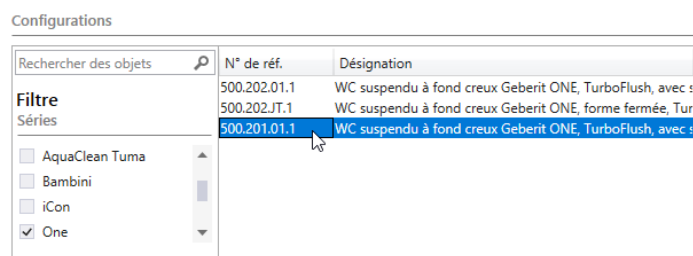 Configurations
Rechercher des objets
N° de réf. Désignation
500.202.01.1 WC suspendu à fond creux Geberit ONE, TurboFlush, avec s
500.202.JT.1 WC suspendu à fond creux Geberit ONE, forme fermée, Tur
500.201.01.1 WC suspendu à fond creux Geberit ONE, TurboFlush, avec s
Filtre
Séries
AquaClean Tuma
Bambini
iCon
One